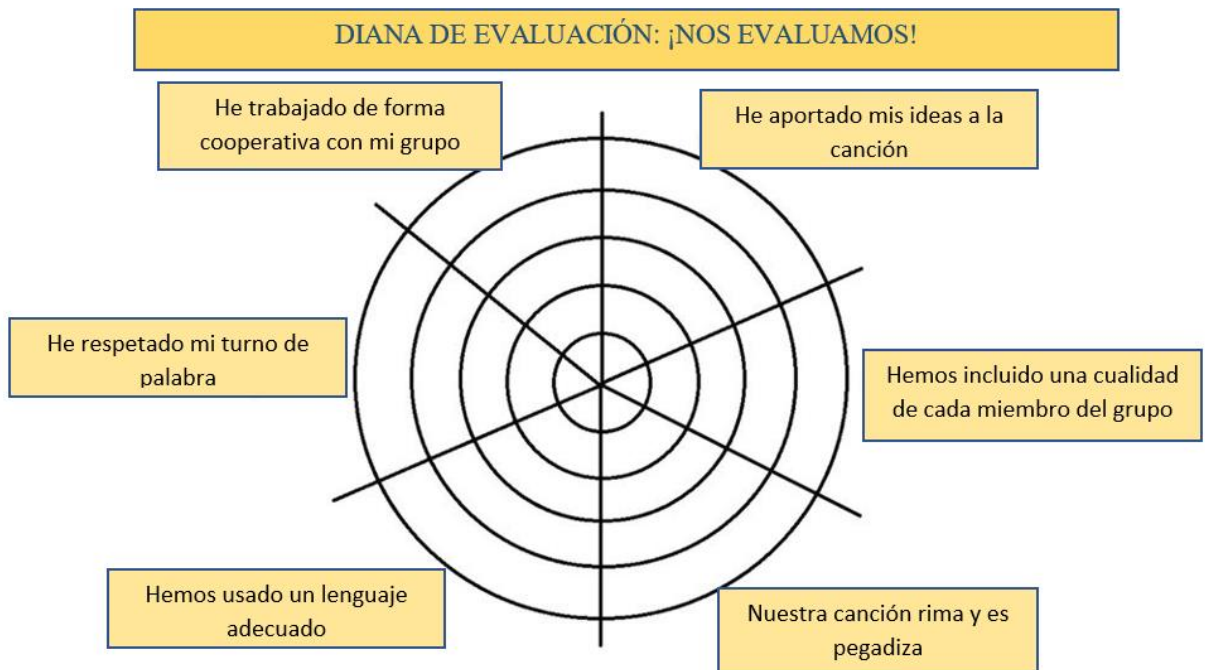 DIANA DE EVALUACIÓN: ¡NOS EVALUAMOS!
He trabajado de forma
cooperativa con mi grupo
He aportado mis ideas a la
canción
He respetado mi turno de
palabra
Hemos incluido una cualidad
de cada miembro del grupo
Hemos usado un lenguaje
adecuado
Nuestra canción rima y es
pegadiza